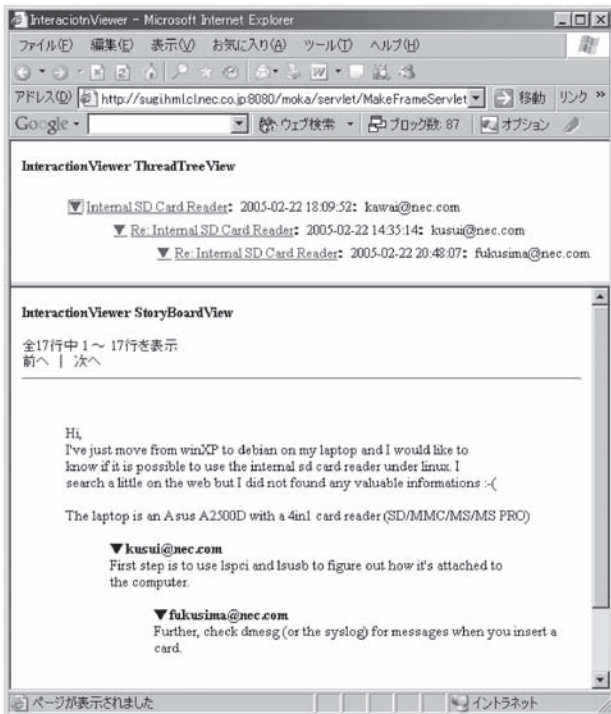 InteraciotnViewer - Microsoft Internet Explorer
ファイル(F) 編集(E) 表示(V) お気に入り(A) ツール(T) ヘルプ(H)
アドレス(D) http://sugi.hml.cl.nec.co.jp:8080/moka/servlet/MakeFrameServlet 移動 リンク »
Google ウェブ検索 ブロック数: 87 オプション
InteractionViewer ThreadTreeView
▼ Internal SD Card Reader: 2005-02-22 18:09:52: kawai@nec.com
▼ Re: Internal SD Card Reader: 2005-02-22 14:35:14: kusui@nec.com
▼ Re: Internal SD Card Reader: 2005-02-22 20:48:07: fukusima@nec.com
InteractionViewer StoryBoardView
全17行中 1 ～ 17行を表示
前へ | 次へ
Hi,
I've just move from winXP to debian on my laptop and I would like to
know if it is possible to use the internal sd card reader under linux. I
search a little on the web but I did not found any valuable informations :-(
The laptop is an Asus A2500D with a 4in1 card reader (SD/MMC/MS/MS PRO)
▼kusui@nec.com
First step is to use lspci and lsusb to figure out how it's attached to
the computer.
▼fukusima@nec.com
Further, check dmesg (or the syslog) for messages when you insert a
card.
ページが表示されました イントラネット